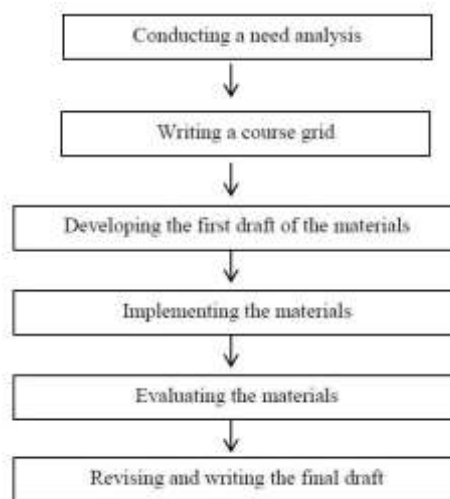 Conducting a need analysis
Writing a course grid
Developing the first draft of the materials
Implementing the materials
Evaluating the materials
Revising and writing the final draft